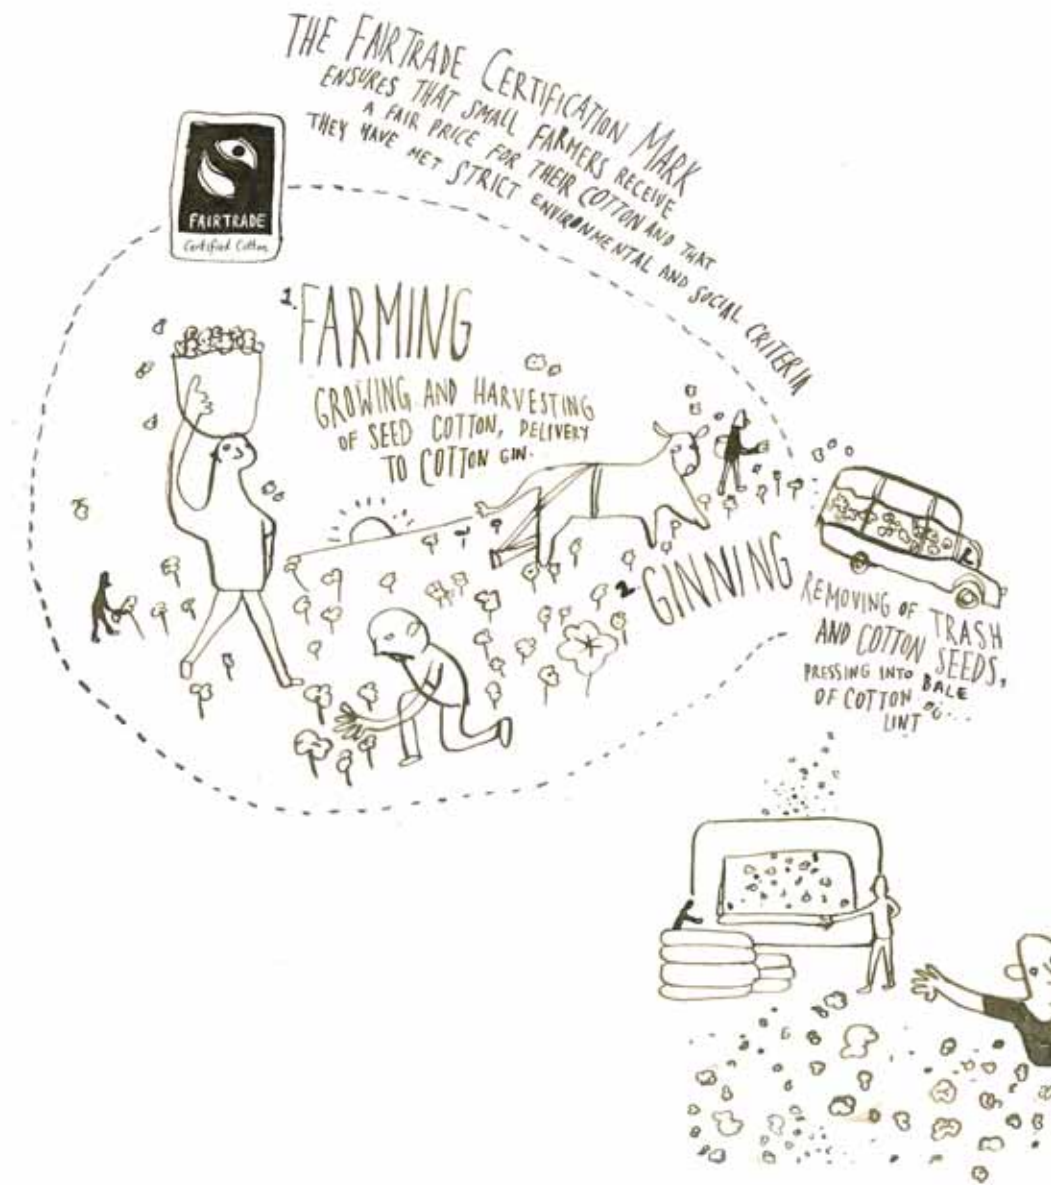 THE FAIRTRADE CERTIFICATION MARK
ENSURES THAT SMALL FARMERS RECEIVE
A FAIR PRICE FOR THEIR COTTON AND THAT
THEY HAVE MET STRICT ENVIRONMENTAL AND SOCIAL CRITERIA
FAIRTRADE
Certified Cotton
1. FARMING
GROWING AND HARVESTING
OF SEED COTTON, DELIVERY
TO COTTON GIN.
2. GINNING
REMOVING OF TRASH
AND COTTON SEEDS,
PRESSING INTO BALE
OF COTTON
LINT